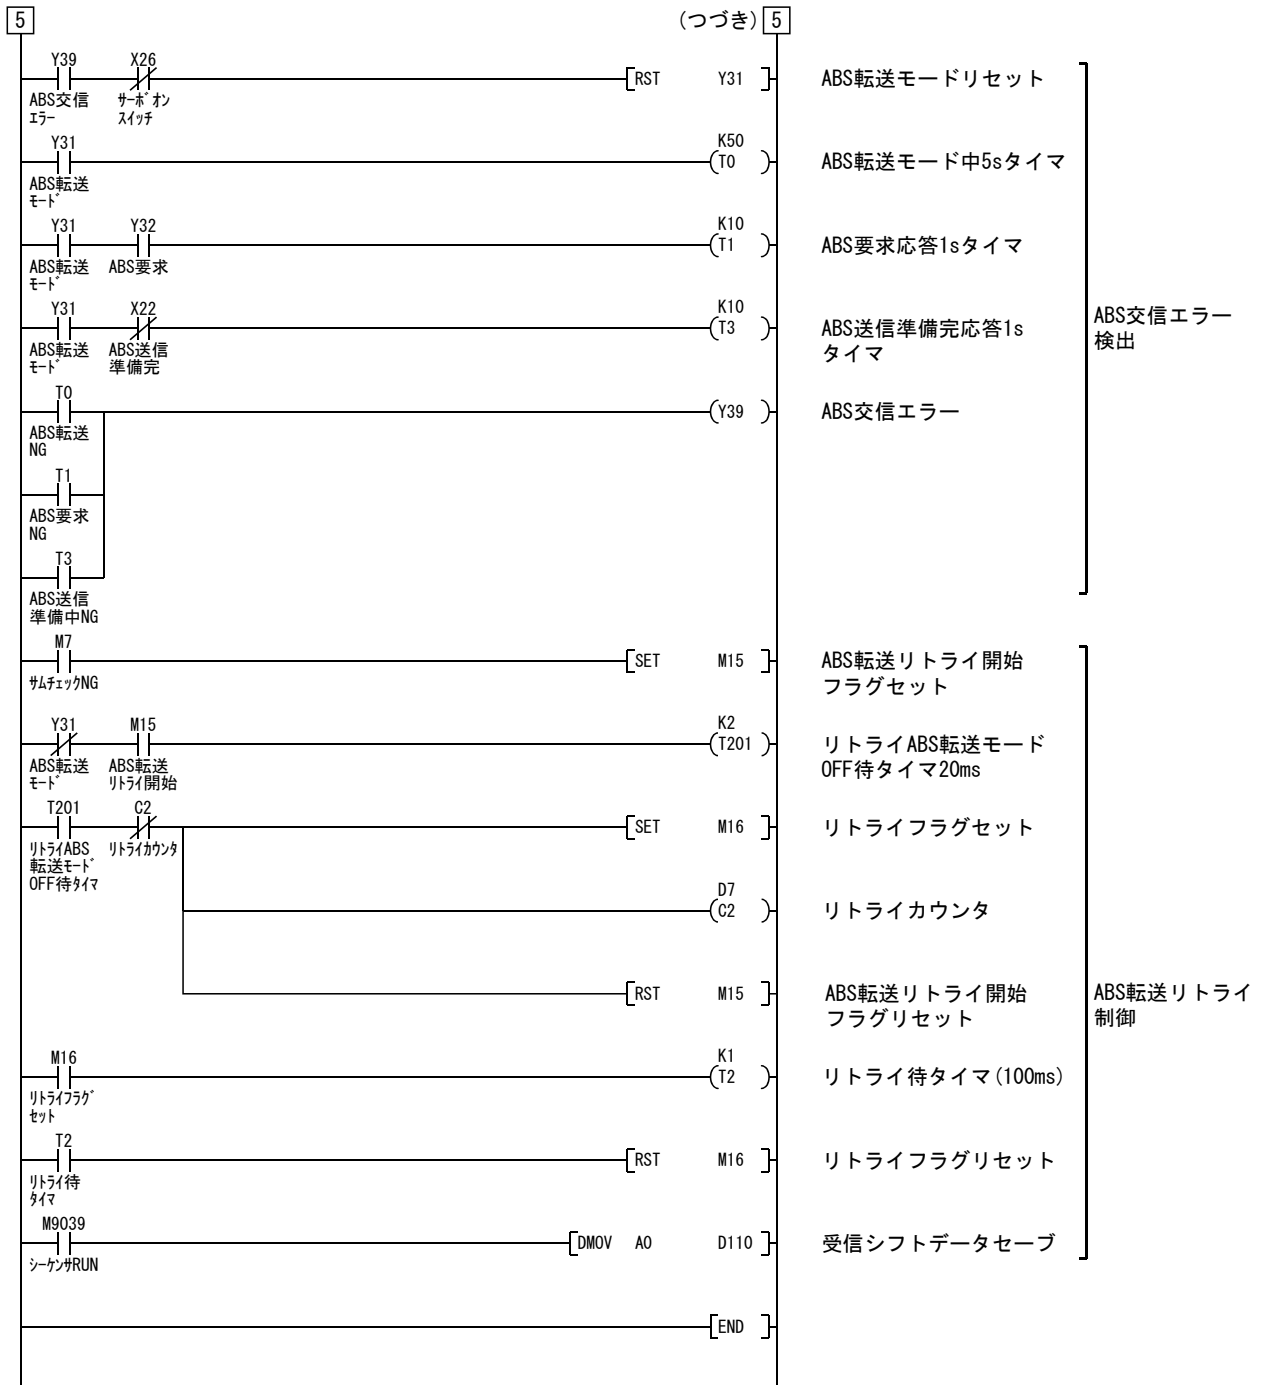 5 (つづき) 5
Y39 X26
[RST Y31] ABS転送モードリセット
ABS交信 サーボオン
エラー スイッチ
Y31 K50
(T0) ABS転送モード中5sタイマ
ABS転送
モード
Y31 Y32 K10
(T1) ABS要求応答1sタイマ
ABS転送 ABS要求
モード
Y31 X22 K10
(T3) ABS送信準備完応答1s
タイマ
ABS転送 ABS送信
モード 準備完
ABS交信エラー
検出
T0
(Y39) ABS交信エラー
ABS転送
NG
T1
ABS要求
NG
T3
ABS送信
準備中NG
M7
[SET M15] ABS転送リトライ開始
フラグセット
サムチェックNG
Y31 M15 K2
(T201) リトライABS転送モード
OFF待タイマ20ms
ABS転送 ABS転送
モード リトライ開始
T201 C2
[SET M16] リトライフラグセット
リトライABS リトライカウンタ
転送モード
OFF待タイマ
D7
(C2) リトライカウンタ
[RST M15] ABS転送リトライ開始
フラグリセット
ABS転送リトライ
制御
M16 K1
(T2) リトライ待タイマ(100ms)
リトライフラグ
セット
T2
[RST M16] リトライフラグリセット
リトライ待
タイマ
M9039
[DMOV A0 D110] 受信シフトデータセーブ
シーケンサRUN
[END]